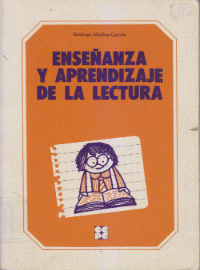 Santiago Molina García
ENSEÑANZA
Y APRENDIZAJE
DE LA LECTURA